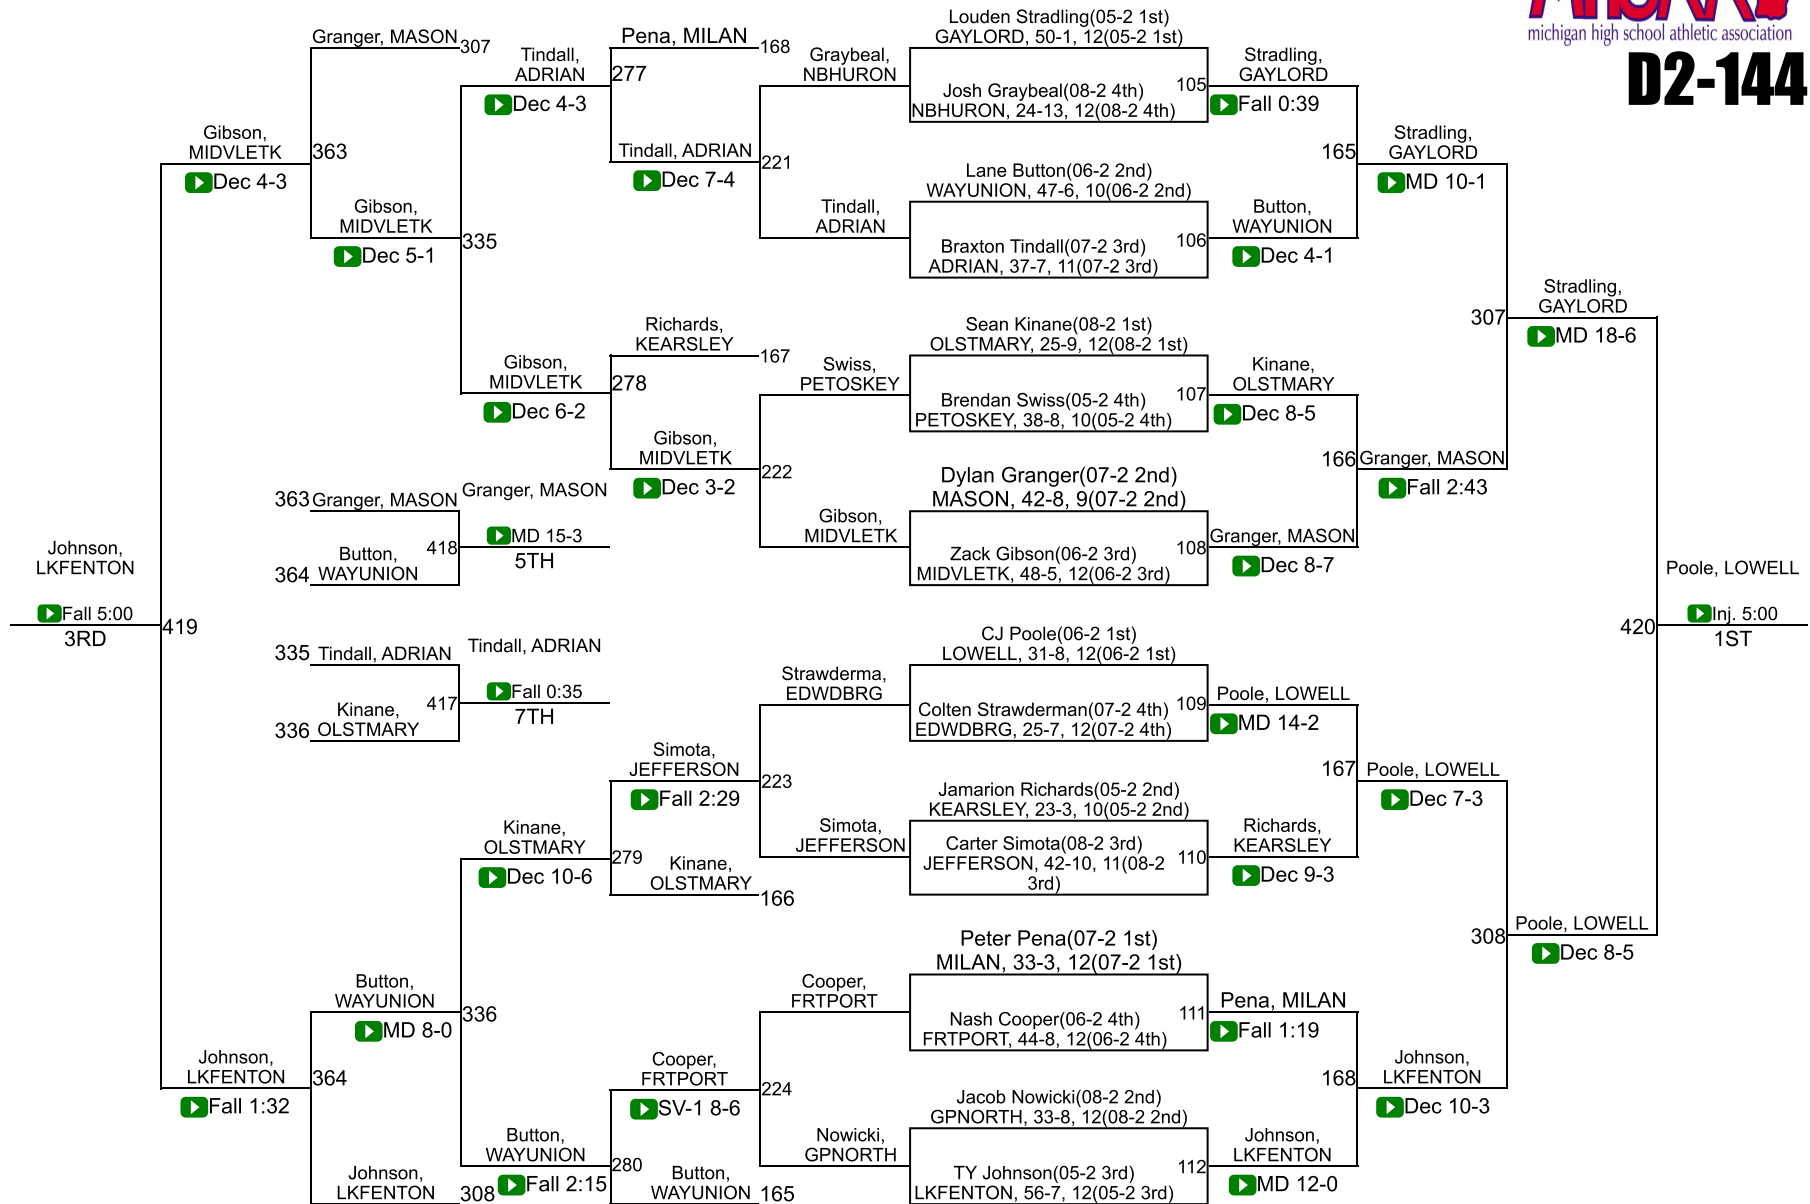 michigan high school athletic association
D2-144
Granger, MASON
307
Tindall,
ADRIAN
Dec 4-3
Pena, MILAN
168
277
Graybeal,
NBHURON
Louden Stradling(05-2 1st)
GAYLORD, 50-1, 12(05-2 1st)
Josh Graybeal(08-2 4th)
NBHURON, 24-13, 12(08-2 4th)
105
Stradling,
GAYLORD
Fall 0:39
Gibson,
MIDVLETK
Dec 4-3
363
Tindall, ADRIAN
Dec 7-4
221
165
Stradling,
GAYLORD
MD 10-1
Gibson,
MIDVLETK
Dec 5-1
335
Tindall,
ADRIAN
Lane Button(06-2 2nd)
WAYUNION, 47-6, 10(06-2 2nd)
Braxton Tindall(07-2 3rd)
ADRIAN, 37-7, 11(07-2 3rd)
106
Button,
WAYUNION
Dec 4-1
Stradling,
GAYLORD
307
MD 18-6
Gibson,
MIDVLETK
Dec 6-2
Richards,
KEARSLEY
167
278
Swiss,
PETOSKEY
Sean Kinane(08-2 1st)
OLSTMARY, 25-9, 12(08-2 1st)
Brendan Swiss(05-2 4th)
PETOSKEY, 38-8, 10(05-2 4th)
107
Kinane,
OLSTMARY
Dec 8-5
Gibson,
MIDVLETK
Dec 3-2
222
166
Granger, MASON
Fall 2:43
363
Granger, MASON
Granger, MASON
MD 15-3
418
5TH
Button,
WAYUNION
364
Gibson,
MIDVLETK
Dylan Granger(07-2 2nd)
MASON, 42-8, 9(07-2 2nd)
Zack Gibson(06-2 3rd)
MIDVLETK, 48-5, 12(06-2 3rd)
108
Granger, MASON
Dec 8-7
Johnson,
LKFENTON
Fall 5:00
3RD
419
Poole, LOWELL
Inj. 5:00
420
1ST
335
Tindall, ADRIAN
Tindall, ADRIAN
Fall 0:35
417
7TH
Kinane,
OLSTMARY
336
Strawderma,
EDWDBRG
CJ Poole(06-2 1st)
LOWELL, 31-8, 12(06-2 1st)
Colten Strawderman(07-2 4th)
EDWDBRG, 25-7, 12(07-2 4th)
109
Poole, LOWELL
MD 14-2
Simota,
JEFFERSON
Fall 2:29
223
167
Poole, LOWELL
Dec 7-3
Kinane,
OLSTMARY
Dec 10-6
279
Kinane,
OLSTMARY
166
Simota,
JEFFERSON
Jamarion Richards(05-2 2nd)
KEARSLEY, 23-3, 10(05-2 2nd)
Carter Simota(08-2 3rd)
JEFFERSON, 42-10, 11(08-2
3rd)
110
Richards,
KEARSLEY
Dec 9-3
308
Poole, LOWELL
Dec 8-5
Button,
WAYUNION
MD 8-0
336
Cooper,
FRTPORT
Peter Pena(07-2 1st)
MILAN, 33-3, 12(07-2 1st)
Nash Cooper(06-2 4th)
FRTPORT, 44-8, 12(06-2 4th)
111
Pena, MILAN
Fall 1:19
Johnson,
LKFENTON
Fall 1:32
364
Cooper,
FRTPORT
SV-1 8-6
224
168
Johnson,
LKFENTON
Dec 10-3
Johnson,
LKFENTON
308
Button,
WAYUNION
Fall 2:15
280
Button,
WAYUNION
165
Nowicki,
GPNORTH
Jacob Nowicki(08-2 2nd)
GPNORTH, 33-8, 12(08-2 2nd)
TY Johnson(05-2 3rd)
LKFENTON, 56-7, 12(05-2 3rd)
112
Johnson,
LKFENTON
MD 12-0